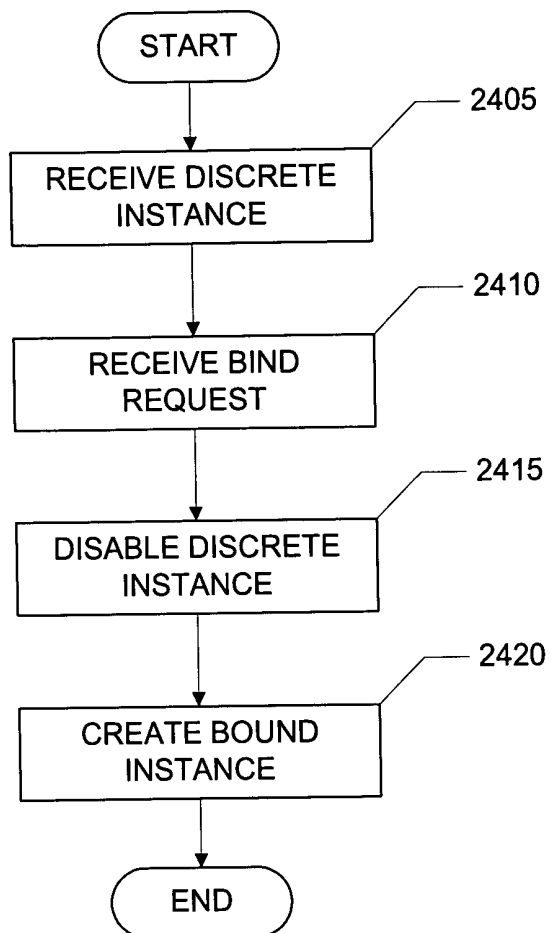 START
2405
RECEIVE DISCRETE
INSTANCE
2410
RECEIVE BIND
REQUEST
2415
DISABLE DISCRETE
INSTANCE
2420
CREATE BOUND
INSTANCE
END